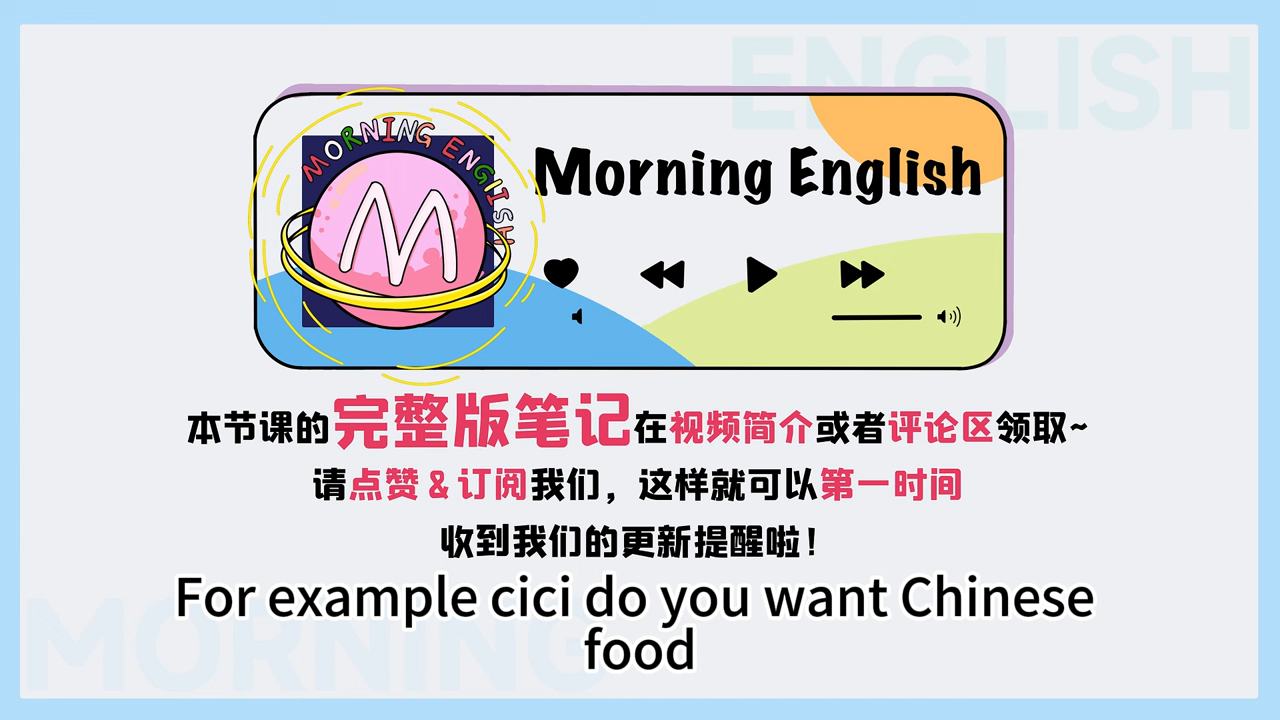 ENGLISH
MORNING ENGLISH
M
Morning English
本节课的完整版笔记在视频简介或者评论区领取~
请点赞&订阅我们，这样就可以第一时间
收到我们的更新提醒啦！
MORNING
For example cici do you want Chinese
food